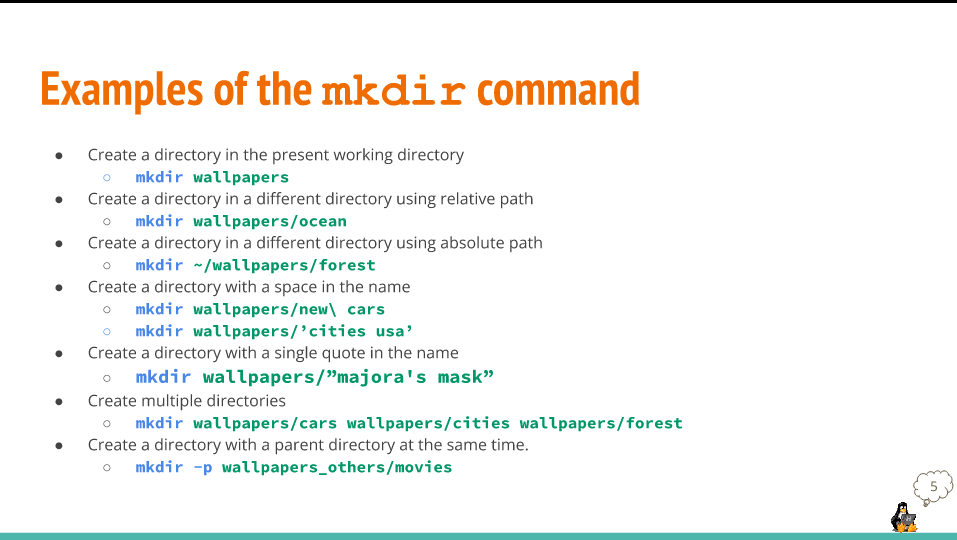 Examples of the mkdir command
● Create a directory in the present working directory
○ mkdir wallpapers
● Create a directory in a different directory using relative path
○ mkdir wallpapers/ocean
● Create a directory in a different directory using absolute path
○ mkdir ~/wallpapers/forest
● Create a directory with a space in the name
○ mkdir wallpapers/new\ cars
○ mkdir wallpapers/’cities usa’
● Create a directory with a single quote in the name
○ mkdir wallpapers/”majora's mask”
● Create multiple directories
○ mkdir wallpapers/cars wallpapers/cities wallpapers/forest
● Create a directory with a parent directory at the same time.
○ mkdir -p wallpapers_others/movies
5